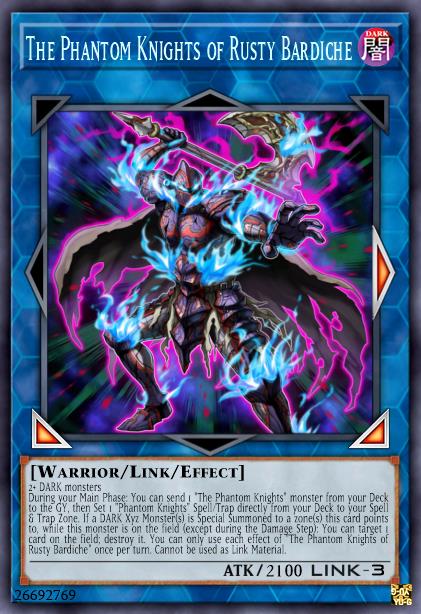 The Phantom Knights of Rusty Bardiche
DARK
闇
[Warrior/Link/Effect]
2+ DARK monsters
During your Main Phase: You can send 1 "The Phantom Knights" monster from your Deck
to the GY, then Set 1 "Phantom Knights" Spell/Trap directly from your Deck to your Spell
& Trap Zone. If a DARK Xyz Monster(s) is Special Summoned to a zone(s) this card points
to, while this monster is on the field (except during the Damage Step): You can target 1
card on the field; destroy it. You can only use each effect of "The Phantom Knights of
Rusty Bardiche" once per turn. Cannot be used as Link Material.
ATK/2100 LINK-3
26692769